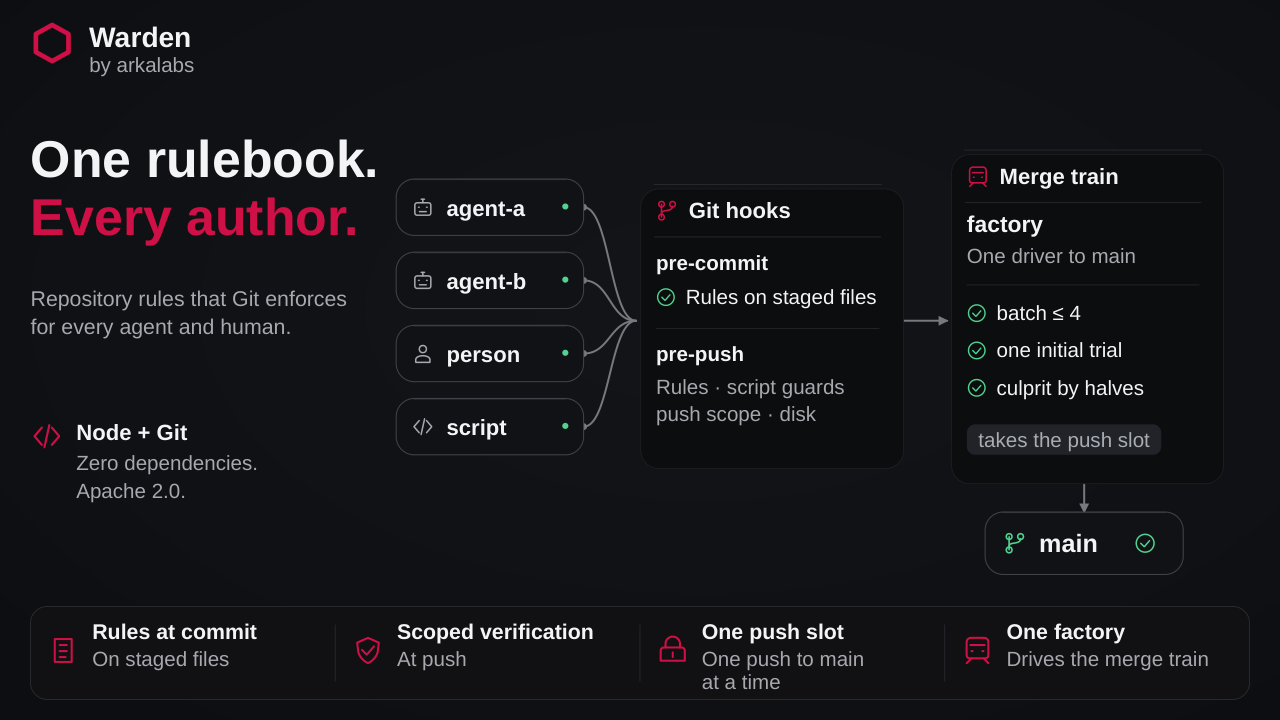 Warden
by arkalabs
One rulebook.
Every author.
Repository rules that Git enforces
for every agent and human.
Node + Git
Zero dependencies.
Apache 2.0.
agent-a
agent-b
person
script
Git hooks
pre-commit
Rules on staged files
pre-push
Rules · script guards
push scope · disk
Merge train
factory
One driver to main
batch ≤ 4
one initial trial
culprit by halves
takes the push slot
main
Rules at commit
On staged files
Scoped verification
At push
One push slot
One push to main
at a time
One factory
Drives the merge train